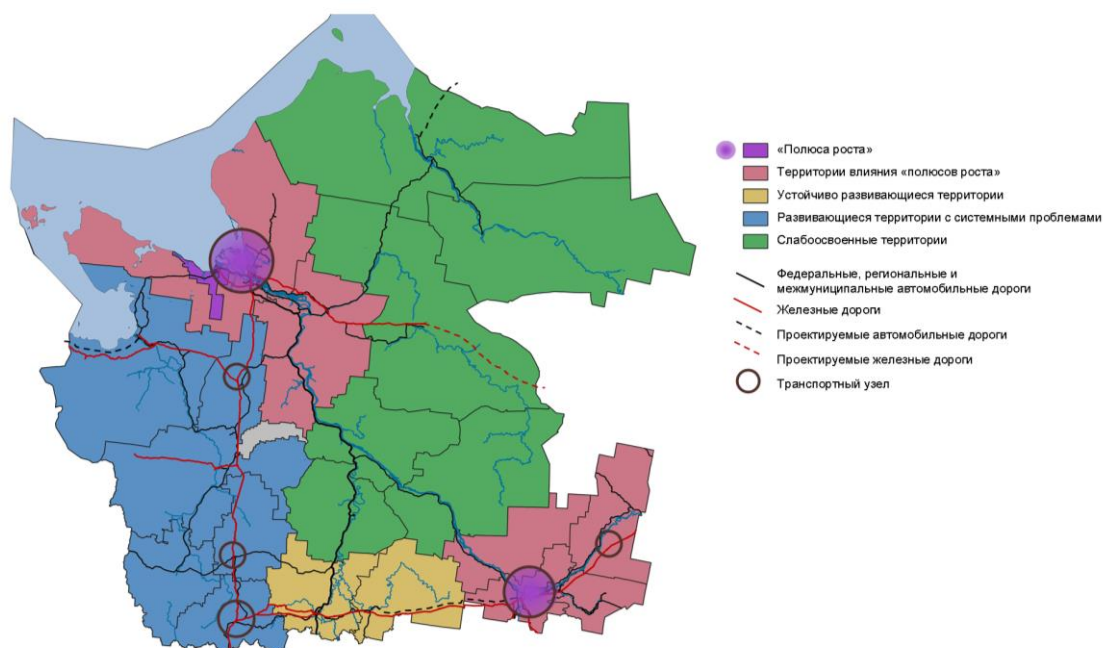 «Полюса роста»
Территории влияния «полюсов роста»
Устойчиво развивающиеся территории
Развивающиеся территории с системными проблемами
Слабоосвоенные территории
Федеральные, региональные и
межмуниципальные автомобильные дороги
Железные дороги
Проектируемые автомобильные дороги
Проектируемые железные дороги
Транспортный узел